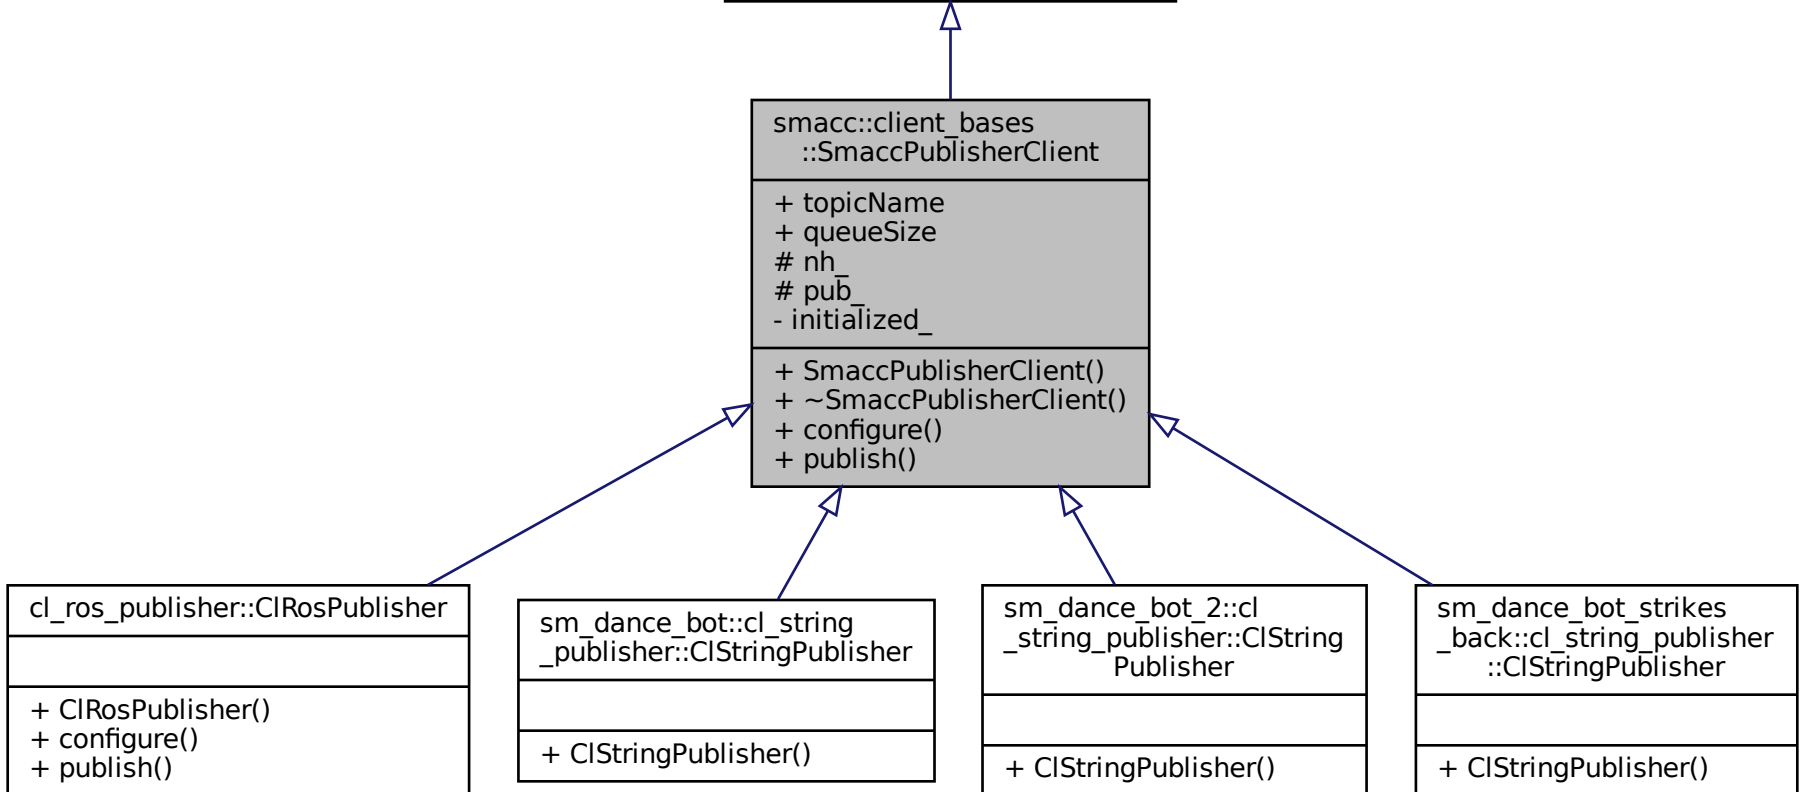 smacc::client_bases
::SmaccPublisherClient
+ topicName
+ queueSize
# nh_
# pub_
- initialized_
+ SmaccPublisherClient()
+ ~SmaccPublisherClient()
+ configure()
+ publish()
cl_ros_publisher::ClRosPublisher
+ ClRosPublisher()
+ configure()
+ publish()
sm_dance_bot::cl_string
_publisher::ClStringPublisher
+ ClStringPublisher()
sm_dance_bot_2::cl
_string_publisher::ClString
Publisher
+ ClStringPublisher()
sm_dance_bot_strikes
_back::cl_string_publisher
::ClStringPublisher
+ ClStringPublisher()